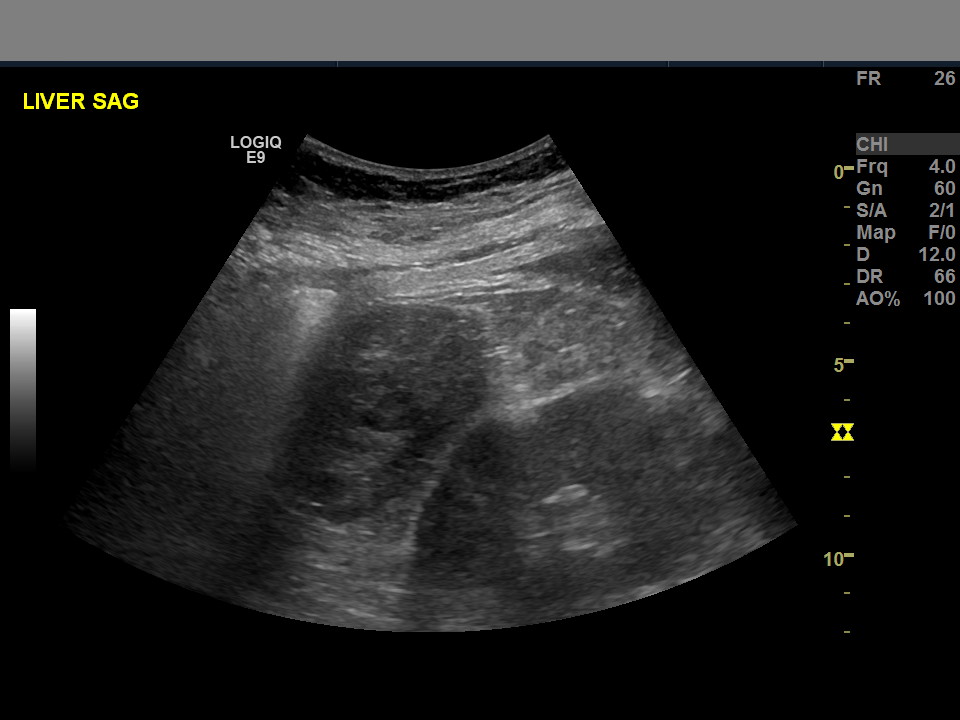 LIVER SAG
LOGIQ
E9
FR 26
CHI
Frq 4.0
Gn 60
S/A 2/1
Map F/0
D 12.0
DR 66
AO% 100
0
5
10